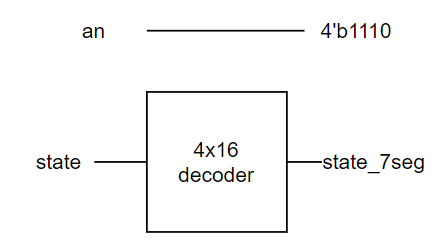 an 4'b1110
4x16
decoder
state state_7seg